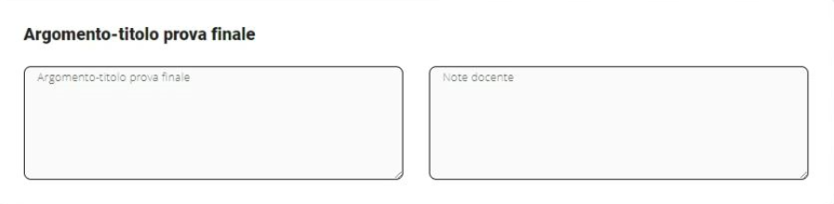 Argomento-titolo prova finale
Argomento-titolo prova finale
Note docente